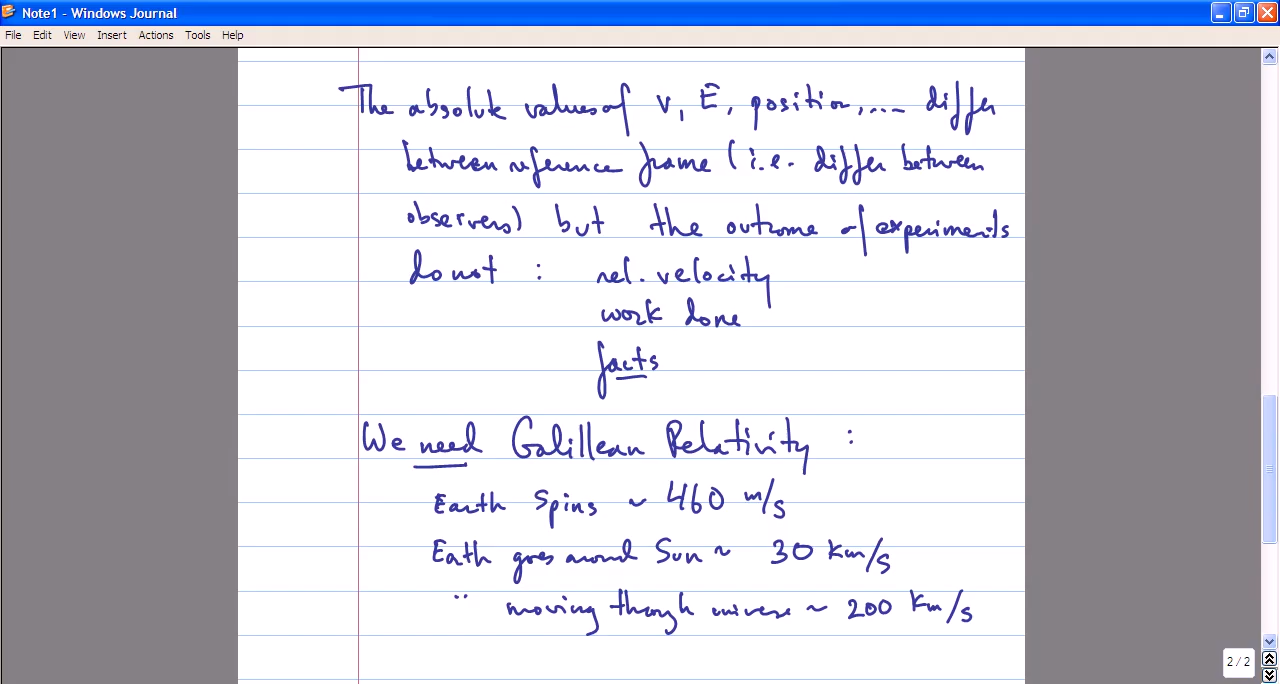 Note1 - Windows Journal
File Edit View Insert Actions Tools Help
The absolute values of v, E, position, ... differ
between reference frame (i.e. differ between
observers) but the outcome of experiments
do not : rel. velocity
work done
facts
We need Galillean Relativity :
Earth spins ~ 460 m/s
Eath goes around Sun ~ 30 Km/s
" moving though universe ~ 200 Km/s
2 / 2